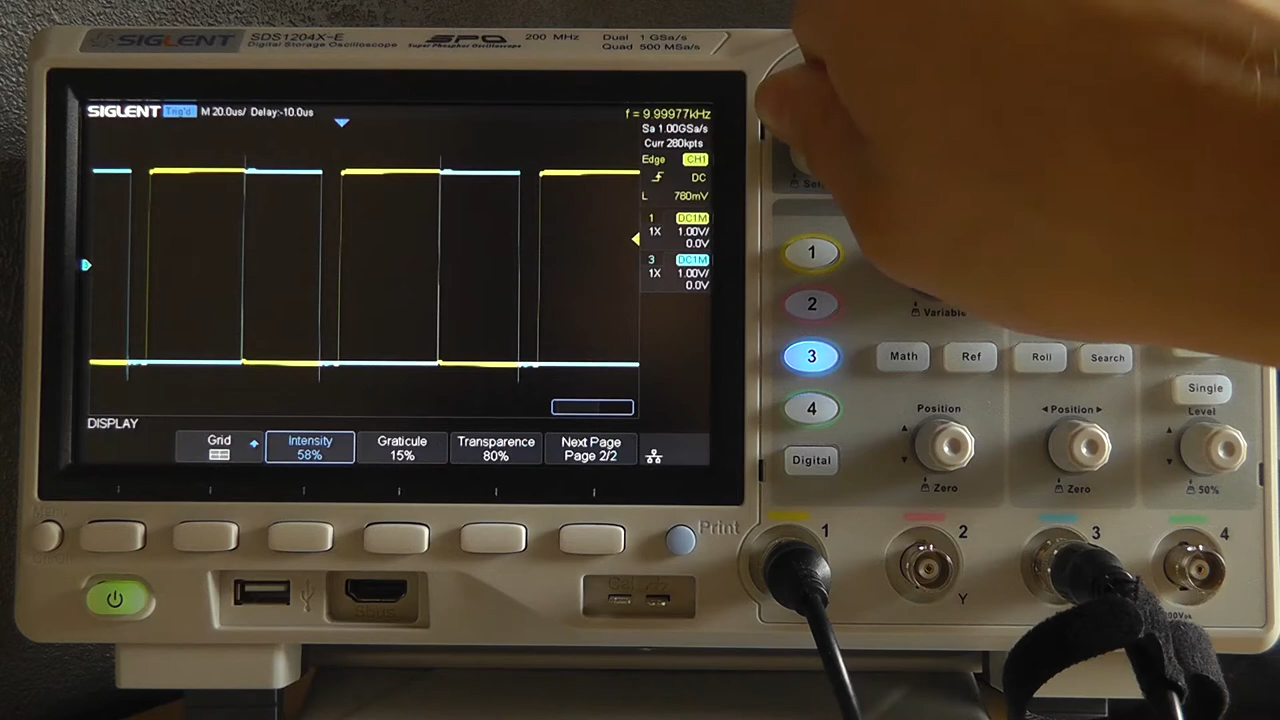 SIGLENT SDS1204X-E
Digital Storage Oscilloscope
SPO
Super Phosphor Oscilloscope
200 MHz
Dual 1 GSa/s
Quad 500 MSa/s
SIGLENT Trig'd M 20.0us/ Delay:-10.0us
f = 9.99977kHz
Sa 1.00GSa/s
Curr 280kpts
Edge CH1
DC
L 780mV
1 DC1M
1X 1.00V/
0.0V
3 DC1M
1X 1.00V/
0.0V
DISPLAY
Grid
Intensity
58%
Graticule
15%
Transparence
80%
Next Page
Page 2/2
1
2
3
4
Digital
Variable
Math
Ref
Roll
Search
Single
Position
Position
Level
Zero
Zero
50%
Print
Cal
1
2
3
4
Y